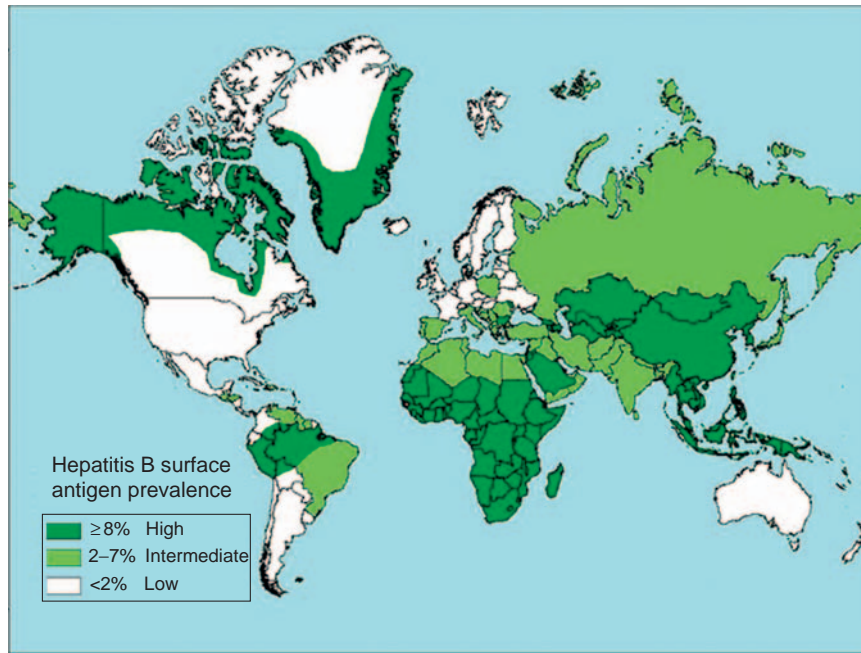 Hepatitis B surface
antigen prevalence
≥8% High
2–7% Intermediate
<2% Low